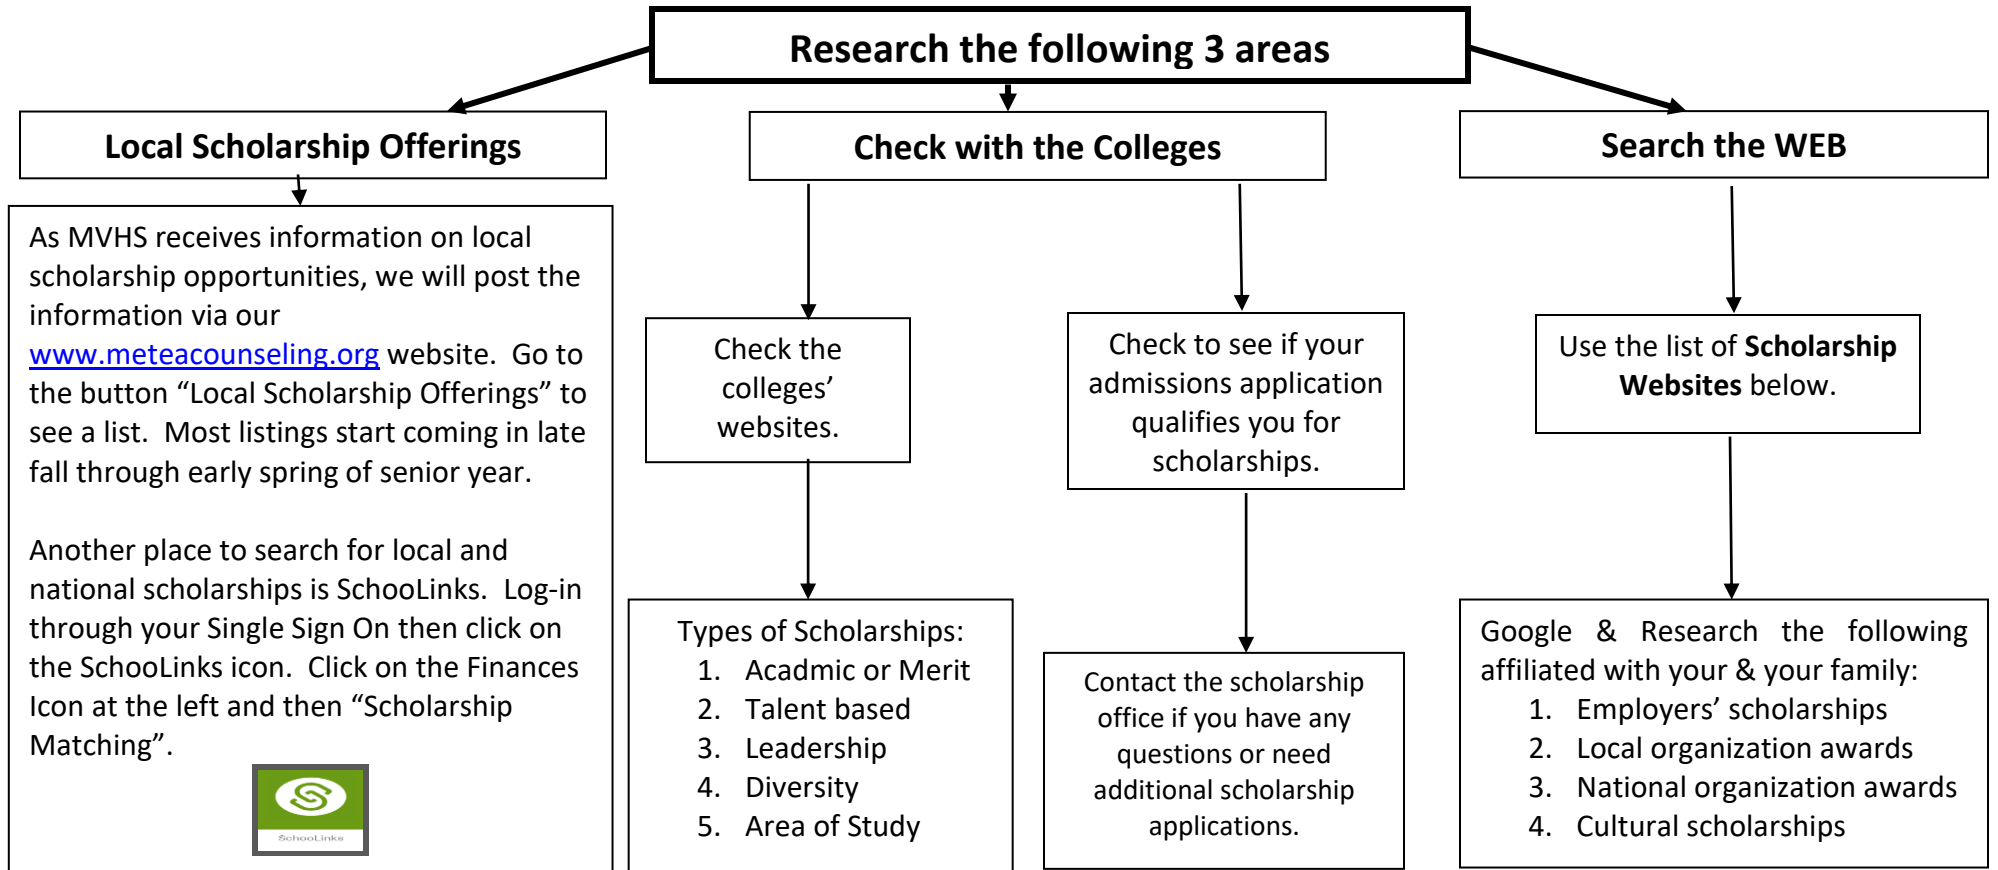 Research the following 3 areas
Local Scholarship Offerings
As MVHS receives information on local
scholarship opportunities, we will post the
information via our
www.meteacounseling.org website.  Go to
the button “Local Scholarship Offerings” to
see a list.  Most listings start coming in late
fall through early spring of senior year.
Another place to search for local and
national scholarships is SchooLinks.  Log-in
through your Single Sign On then click on
the SchooLinks icon.  Click on the Finances
Icon at the left and then “Scholarship
Matching”.
SchooLinks
Check with the Colleges
Check the
colleges’
websites.
Types of Scholarships:
1. Acadmic or Merit
2. Talent based
3. Leadership
4. Diversity
5. Area of Study
Check to see if your
admissions application
qualifies you for
scholarships.
Contact the scholarship
office if you have any
questions or need
additional scholarship
applications.
Search the WEB
Use the list of Scholarship
Websites below.
Google & Research the following
affiliated with your & your family:
1. Employers’ scholarships
2. Local organization awards
3. National organization awards
4. Cultural scholarships